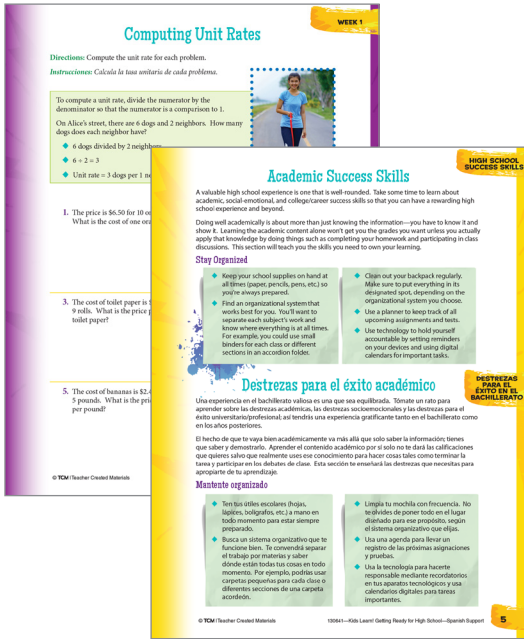 WEEK 1
Computing Unit Rates
Directions: Compute the unit rate for each problem.
Instrucciones: Calcula la tasa unitaria de cada problema.
To compute a unit rate, divide the numerator by the
denominator so that the numerator is a comparison to 1.
On Alice's street, there are 6 dogs and 2 neighbors. How many
dogs does each neighbor have?
6 dogs divided by 2
6 ÷ 2 = 3
Unit rate = 3 dogs per 1
1. The price is $6.50 for 10
What is the cost of one
3. The cost of toilet paper is
9 rolls. What is the price
toilet paper?
5. The cost of bananas is
5 pounds. What is the
per pound?
© TCM | Teacher Created Materials
HIGH SCHOOL
SUCCESS SKILLS
Academic Success Skills
A valuable high school experience is one that is well-rounded. Take some time to learn about
academic, social-emotional, and college/career success skills so that you can have a rewarding high
school experience and beyond.
Doing well academically is about more than just knowing the information—you have to know it and
show it. Learning the academic content alone won't get you the grades you want unless you actually
apply that knowledge by doing things such as completing your homework and participating in class
discussions. This section will teach you the skills you need to own your learning.
Stay Organized
Keep your school supplies on hand at
all times (paper, pencils, pens, etc.) so
you're always prepared.
Find an organizational system that
works best for you. You'll want to
separate each subject's work and
know where everything is at all times.
For example, you could use small
binders for each class or different
sections in an accordion folder.
Clean out your backpack regularly.
Make sure to put everything in its
designated spot, depending on the
organizational system you choose.
Use a planner to keep track of all
upcoming assignments and tests.
Use technology to hold yourself
accountable by setting reminders
on your devices and using digital
calendars for important tasks.
DESTREZAS
PARA EL
ÉXITO EN EL
BACHILLERATO
Destrezas para el éxito académico
Una experiencia en el bachillerato valiosa es una que sea equilibrada. Tómate un rato para
aprender sobre las destrezas académicas, las destrezas socioemocionales y las destrezas para el
éxito universitario/profesional; así tendrás una experiencia gratificante tanto en el bachillerato como
en los años posteriores.
El hecho de que te vaya bien académicamente va más allá que solo saber la información; tienes
que saber y demostrarlo. Aprender el contenido académico por sí solo no te dará las calificaciones
que quieres salvo que realmente uses ese conocimiento para hacer cosas tales como terminar la
tarea y participar en los debates de clase. Esta sección te enseñará las destrezas que necesitas para
apropiarte de tu aprendizaje.
Mantente organizado
Ten tus útiles escolares (hojas,
lápices, bolígrafos, etc.) a mano en
todo momento para estar siempre
preparado.
Busca un sistema organizativo que te
funcione bien. Te convendrá separar
el trabajo por materias y saber
dónde están todas tus cosas en todo
momento. Por ejemplo, podrías usar
carpetas pequeñas para cada clase o
diferentes secciones de una carpeta
acordeón.
Limpia tu mochila con frecuencia. No
te olvides de poner todo en el lugar
diseñado para ese propósito, según
el sistema organizativo que elijas.
Usa una agenda para llevar un
registro de las próximas asignaciones
y pruebas.
Usa la tecnología para hacerte
responsable mediante recordatorios
en tus aparatos tecnológicos y usa
calendarios digitales para tareas
importantes.
© TCM | Teacher Created Materials
130641—Kids Learn! Getting Ready for High School—Spanish Support
5